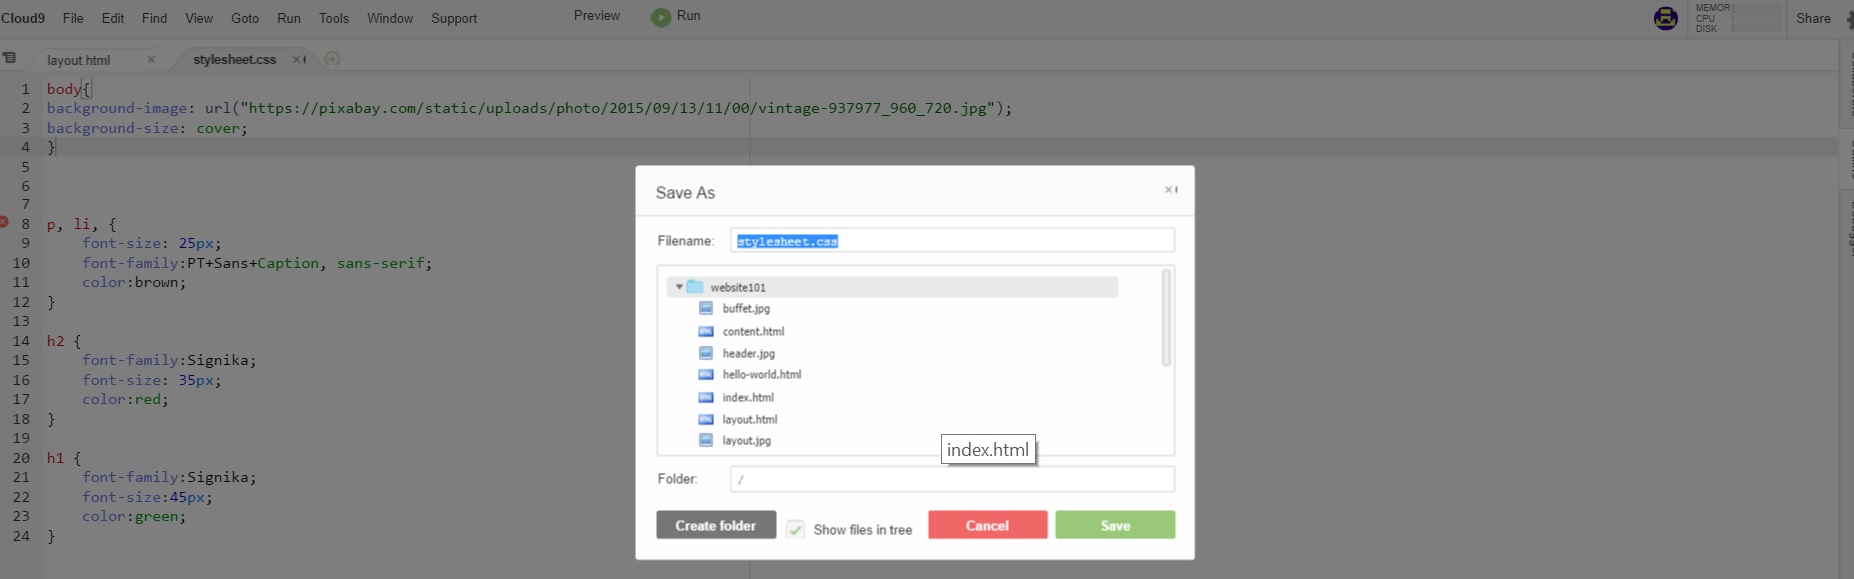 Cloud9 File Edit Find View Goto Run Tools Window Support Preview Run MEMOR Share
CPU
DISK
layout.html stylesheet.css
1 body{
2 background-image: url("https://pixabay.com/static/uploads/photo/2015/09/13/11/00/vintage-937977_960_720.jpg");
3 background-size: cover;
4 }
5
6
7
8 p, li, {
9 font-size: 25px;
10 font-family:PT+Sans+Caption, sans-serif;
11 color:brown;
12 }
13
14 h2 {
15 font-family:Signika;
16 font-size: 35px;
17 color:red;
18 }
19
20 h1 {
21 font-family:Signika;
22 font-size:45px;
23 color:green;
24 }
Save As
Filename: stylesheet.css
website101
buffet.jpg
content.html
header.jpg
hello-world.html
index.html
layout.html
layout.jpg
index.html
Folder: /
Create folder Show files in tree Cancel Save